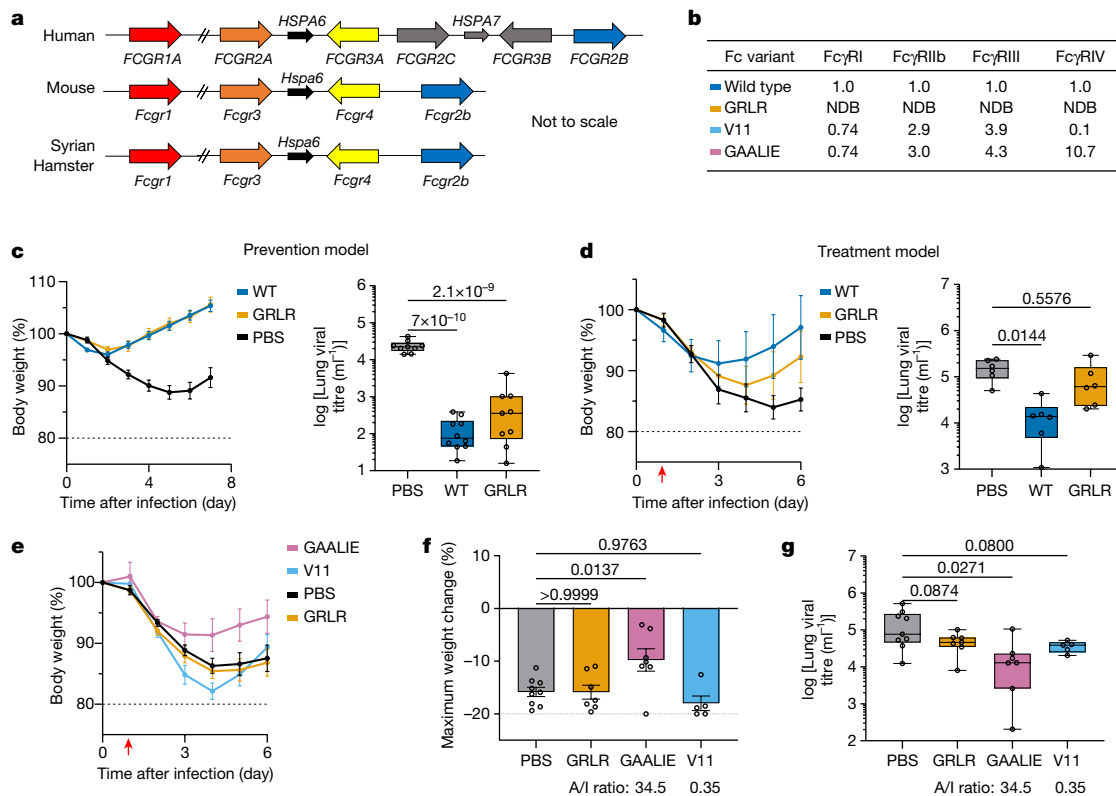 a
HSPA6 HSPA7
Human
FCGR1A FCGR2A FCGR3A FCGR2C FCGR3B FCGR2B
Mouse Hspa6
Fcgr1 Fcgr3 Fcgr4 Fcgr2b
Not to scale
Syrian Hamster Hspa6
Fcgr1 Fcgr3 Fcgr4 Fcgr2b
b
Fc variant FcγRI FcγRIIb FcγRIII FcγRIV
Wild type 1.0 1.0 1.0 1.0
GRLR NDB NDB NDB NDB
V11 0.74 2.9 3.9 0.1
GAALIE 0.74 3.0 4.3 10.7
c Prevention model
Body weight (%)
110
100
90
80
0 4 8
Time after infection (day)
WT
GRLR
PBS
log [Lung viral
titre (ml⁻¹)]
6
5
4
3
2
1
2.1×10⁻⁹
7×10⁻¹⁰
PBS WT GRLR
d Treatment model
Body weight (%)
100
90
80
0 3 6
Time after infection (day)
WT
GRLR
PBS
log [Lung viral
titre (ml⁻¹)]
7
6
5
4
3
0.5576
0.0144
PBS WT GRLR
e
Body weight (%)
100
90
80
0 3 6
Time after infection (day)
GAALIE
V11
PBS
GRLR
f
Maximum weight change (%)
10
0
−10
−20
0.9763
0.0137
>0.9999
PBS GRLR GAALIE V11
A/I ratio: 34.5 0.35
g
log [Lung viral
titre (ml⁻¹)]
7
6
5
4
3
2
0.0800
0.0271
0.0874
PBS GRLR GAALIE V11
A/I ratio: 34.5 0.35